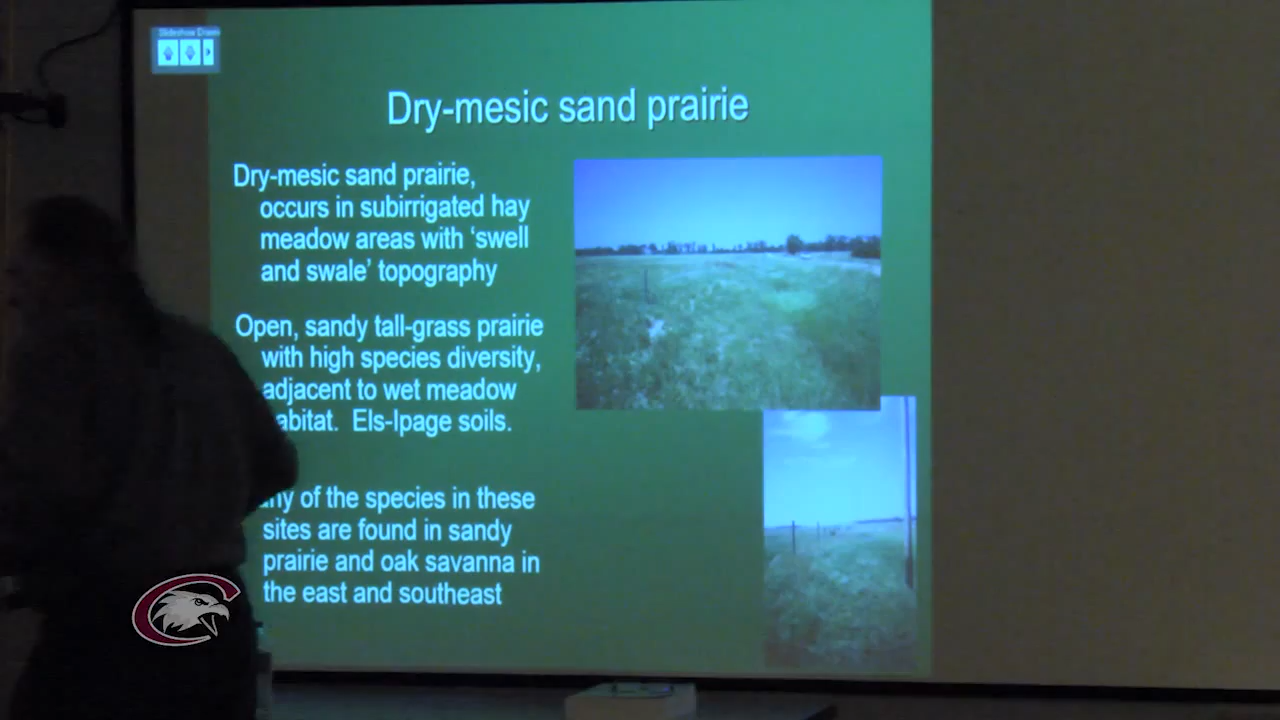 Slideshow
Dry-mesic sand prairie
Dry-mesic sand prairie,
occurs in subirrigated hay
meadow areas with ‘swell
and swale’ topography
Open, sandy tall-grass prairie
with high species diversity,
adjacent to wet meadow
abitat. Els-Ipage soils.
ny of the species in these
sites are found in sandy
prairie and oak savanna in
the east and southeast